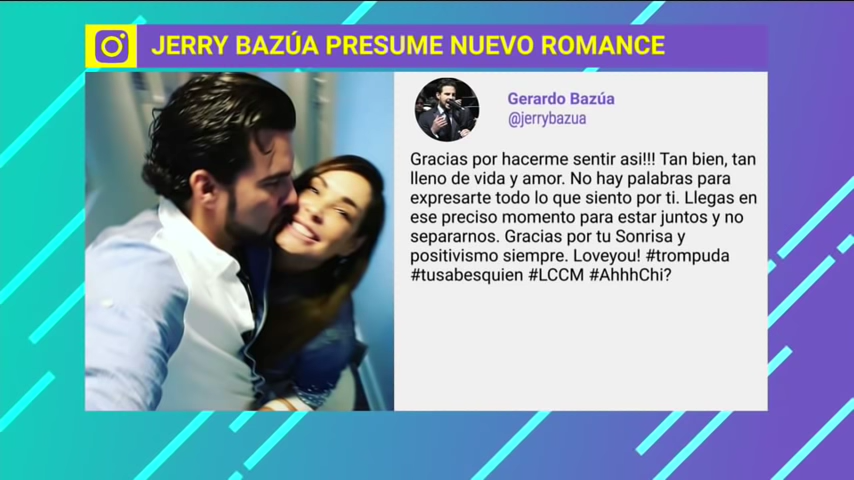 JERRY BAZÚA PRESUME NUEVO ROMANCE
Gerardo Bazúa
@jerrybazua
Gracias por hacerme sentir asi!!! Tan bien, tan
lleno de vida y amor. No hay palabras para
expresarte todo lo que siento por ti. Llegas en
ese preciso momento para estar juntos y no
separarnos. Gracias por tu Sonrisa y
positivismo siempre. Loveyou! #trompuda
#tusabesquien #LCCM #AhhhChi?